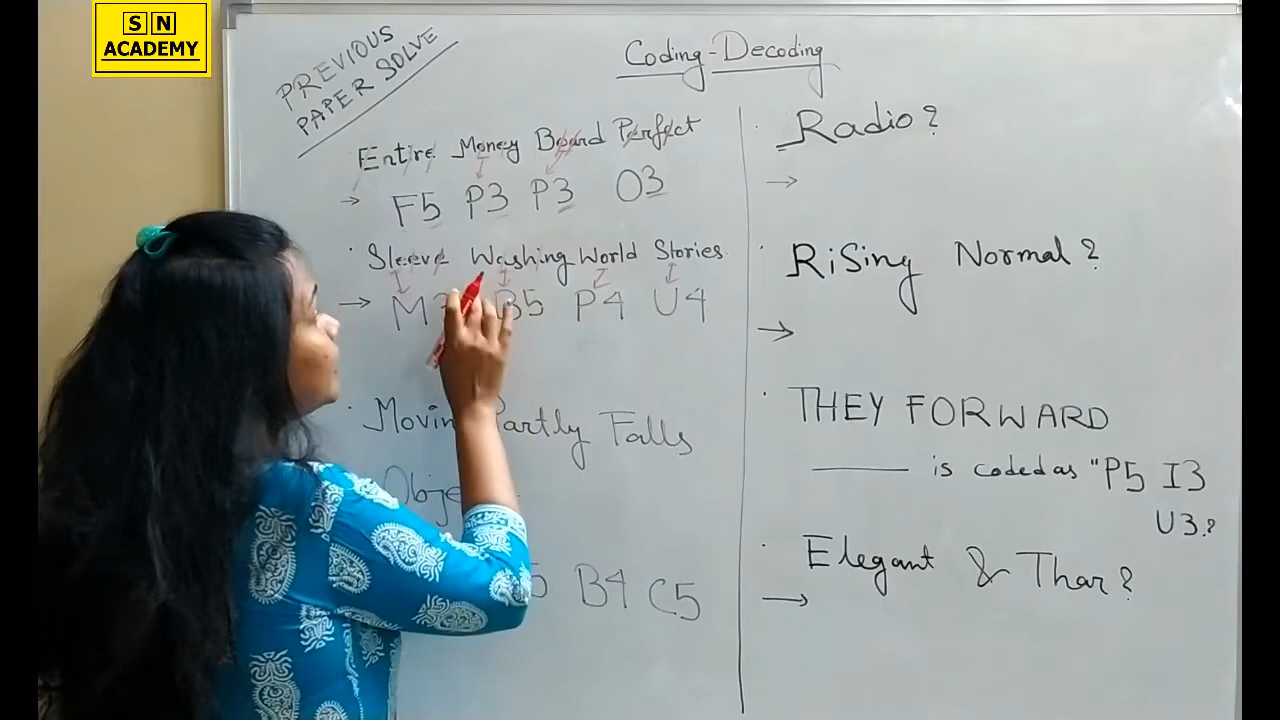 S N
ACADEMY
PREVIOUS
PAPER SOLVE
Coding-Decoding
Entire Money Board Perfect
→ F5 P3 P3 O3
Sleeve Washing World Stories
→ M B5 P4 U4
Partly Falls
B4 C5
Radio?
→
Rising Normal?
→
THEY FORWARD
is coded as "P5 I3
U3.?
Elegant & Thar?
→